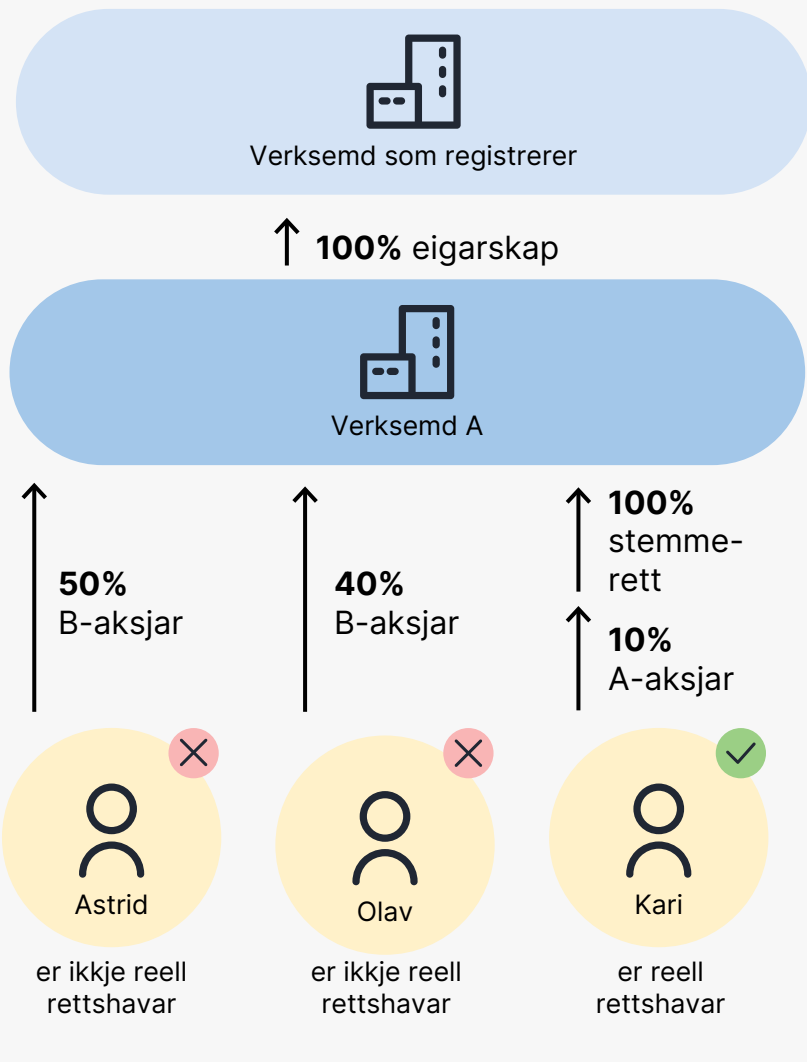 Verksemd som registrerer
100% eigarskap
Verksemd A
50%
B-aksjar
40%
B-aksjar
100%
stemme-
rett
10%
A-aksjar
Astrid
Olav
Kari
er ikkje reell
rettshavar
er ikkje reell
rettshavar
er reell
rettshavar